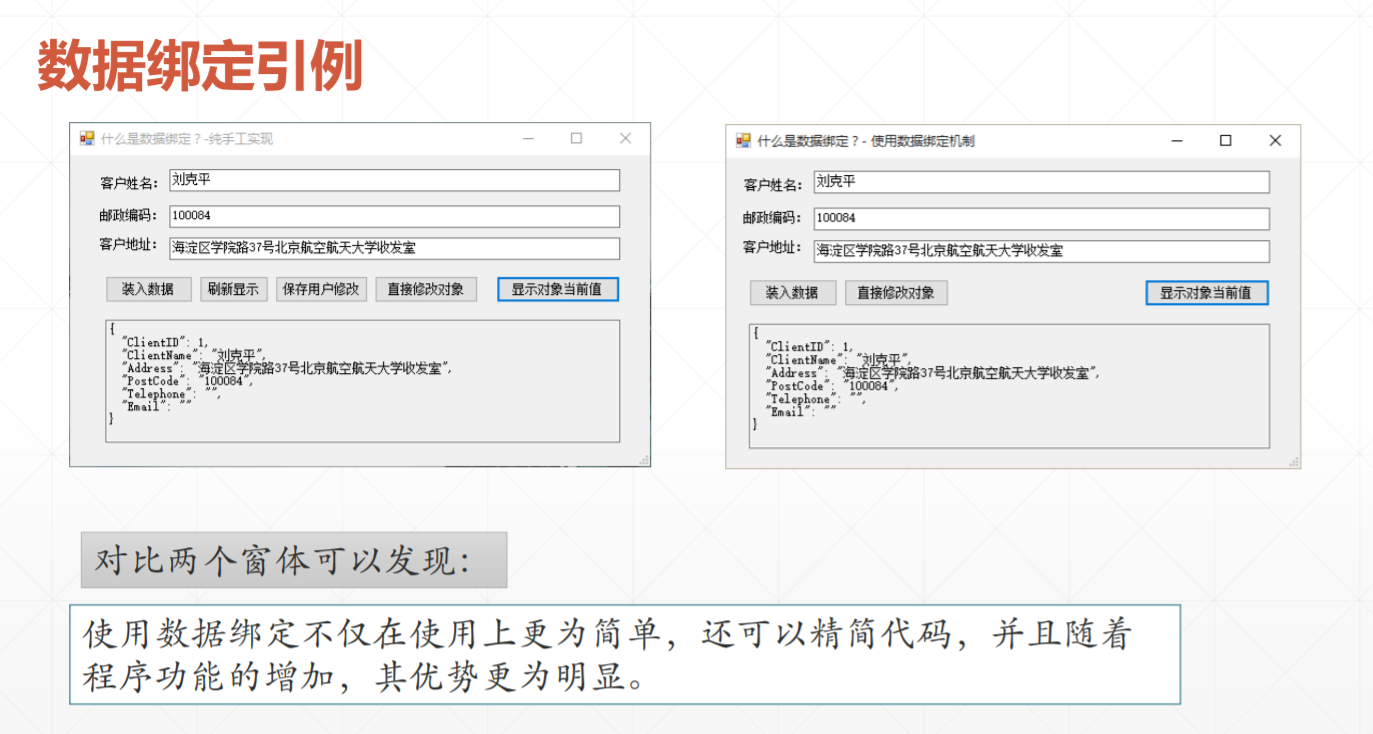 数据绑定引例
什么是数据绑定？-纯手工实现
客户姓名： 刘克平
邮政编码： 100084
客户地址： 海淀区学院路37号北京航空航天大学收发室
装入数据 刷新显示 保存用户修改 直接修改对象 显示对象当前值
{
"ClientID": 1,
"ClientName": "刘克平",
"Address": "海淀区学院路37号北京航空航天大学收发室",
"PostCode": "100084",
"Telephone": "",
"Email": ""
}
什么是数据绑定？- 使用数据绑定机制
客户姓名： 刘克平
邮政编码： 100084
客户地址： 海淀区学院路37号北京航空航天大学收发室
装入数据 直接修改对象 显示对象当前值
{
"ClientID": 1,
"ClientName": "刘克平",
"Address": "海淀区学院路37号北京航空航天大学收发室",
"PostCode": "100084",
"Telephone": "",
"Email": ""
}
对比两个窗体可以发现：
使用数据绑定不仅在使用上更为简单，还可以精简代码，并且随着
程序功能的增加，其优势更为明显。